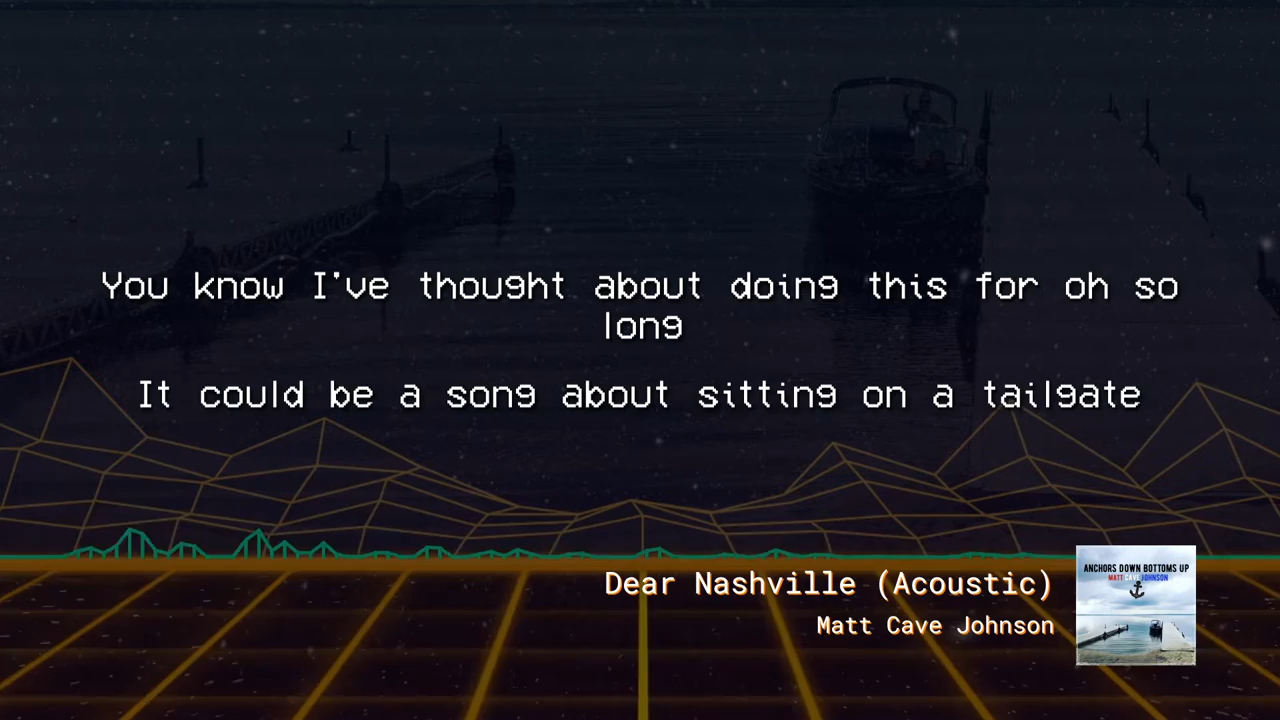 You know I've thought about doing this for oh so
long
It could be a song about sitting on a tailgate
Dear Nashville (Acoustic)
Matt Cave Johnson
ANCHORS DOWN BOTTOMS UP
MATT CAVE JOHNSON